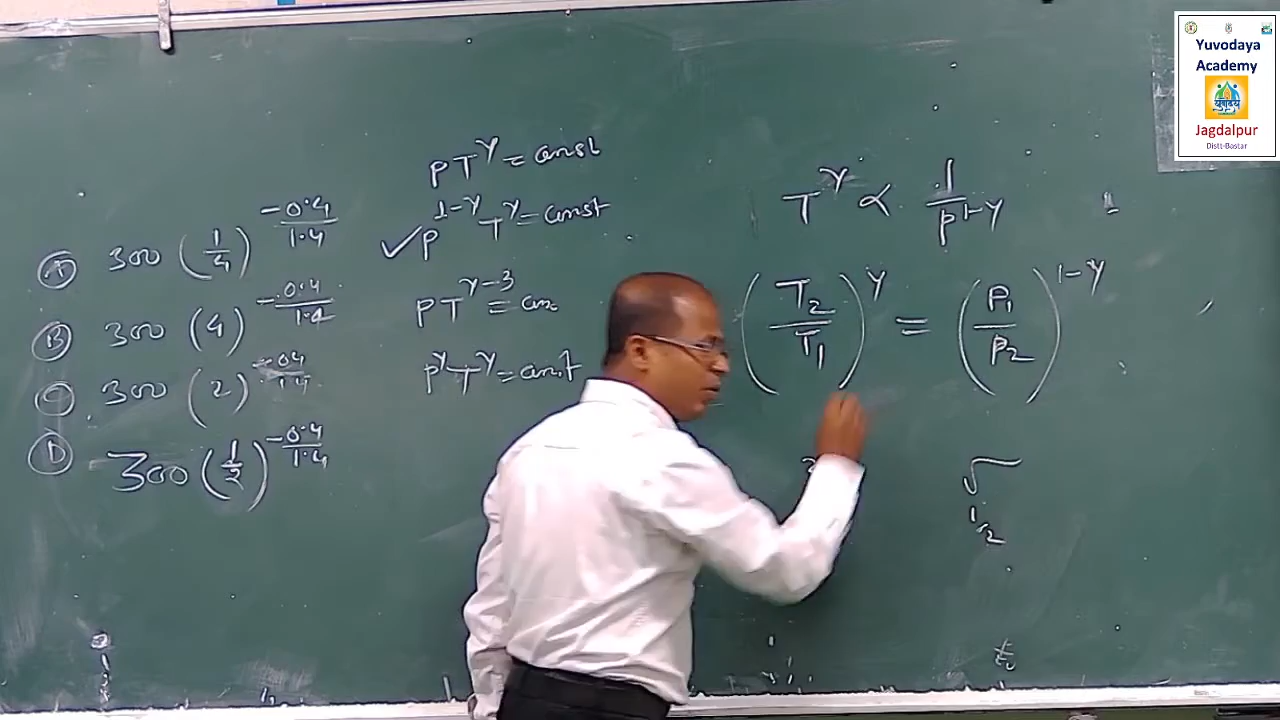 Yuvodaya
Academy
युवोदय
Jagdalpur
Distt-Bastar
(A) 300 (1/4)^(-0.4/1.4)
(B) 300 (4)^(-0.4/1.4)
(C) 300 (2)^(-0.4/1.4)
(D) 300 (1/2)^(-0.4/1.4)
PT^γ = const
✓ P^(1-γ) T^γ = const
PT^(γ-3) =
P^γ T^γ = const
T^γ ∝ 1/P^(1-γ)
(T₂/T₁)^γ = (P₁/P₂)^(1-γ)
√
1/2